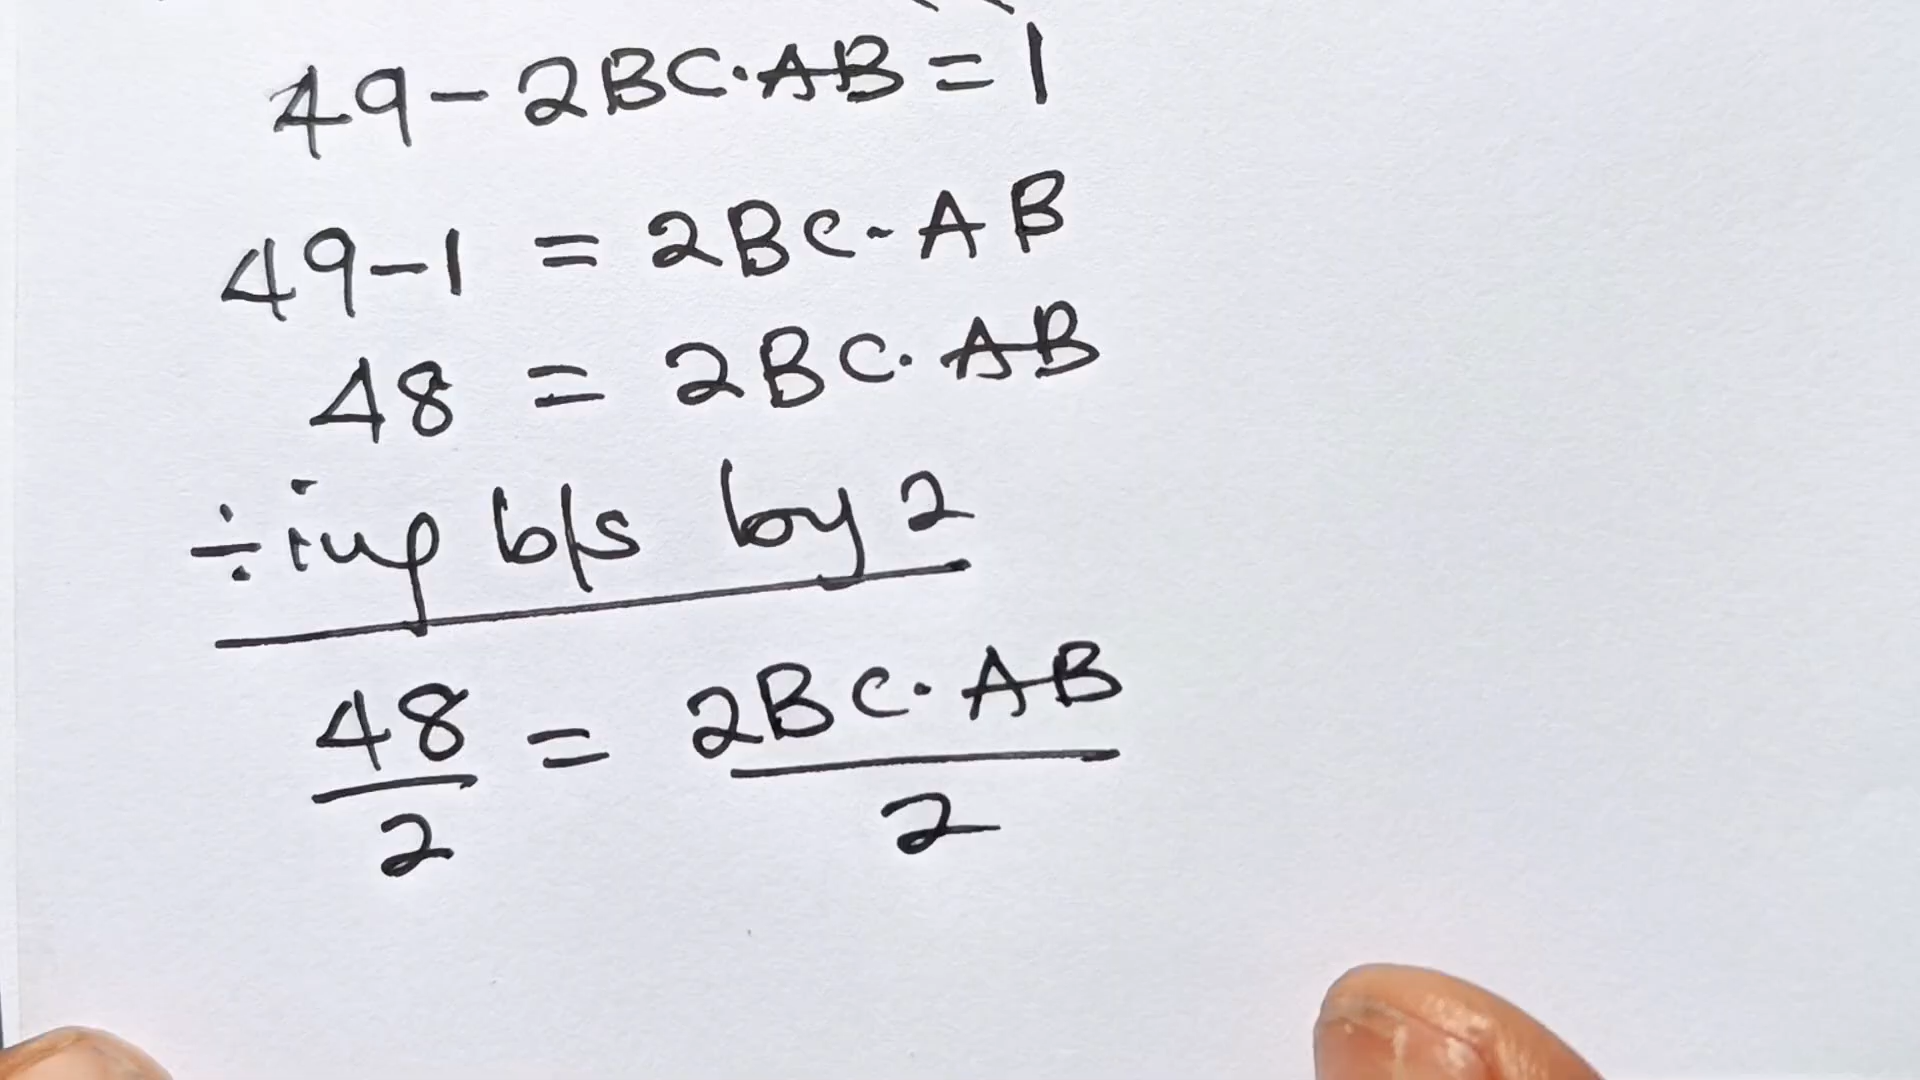 49-2BC·AB=1
49-1 = 2BC·AB
48 = 2BC·AB
÷ing b/s by 2
48/2 = 2BC·AB/2